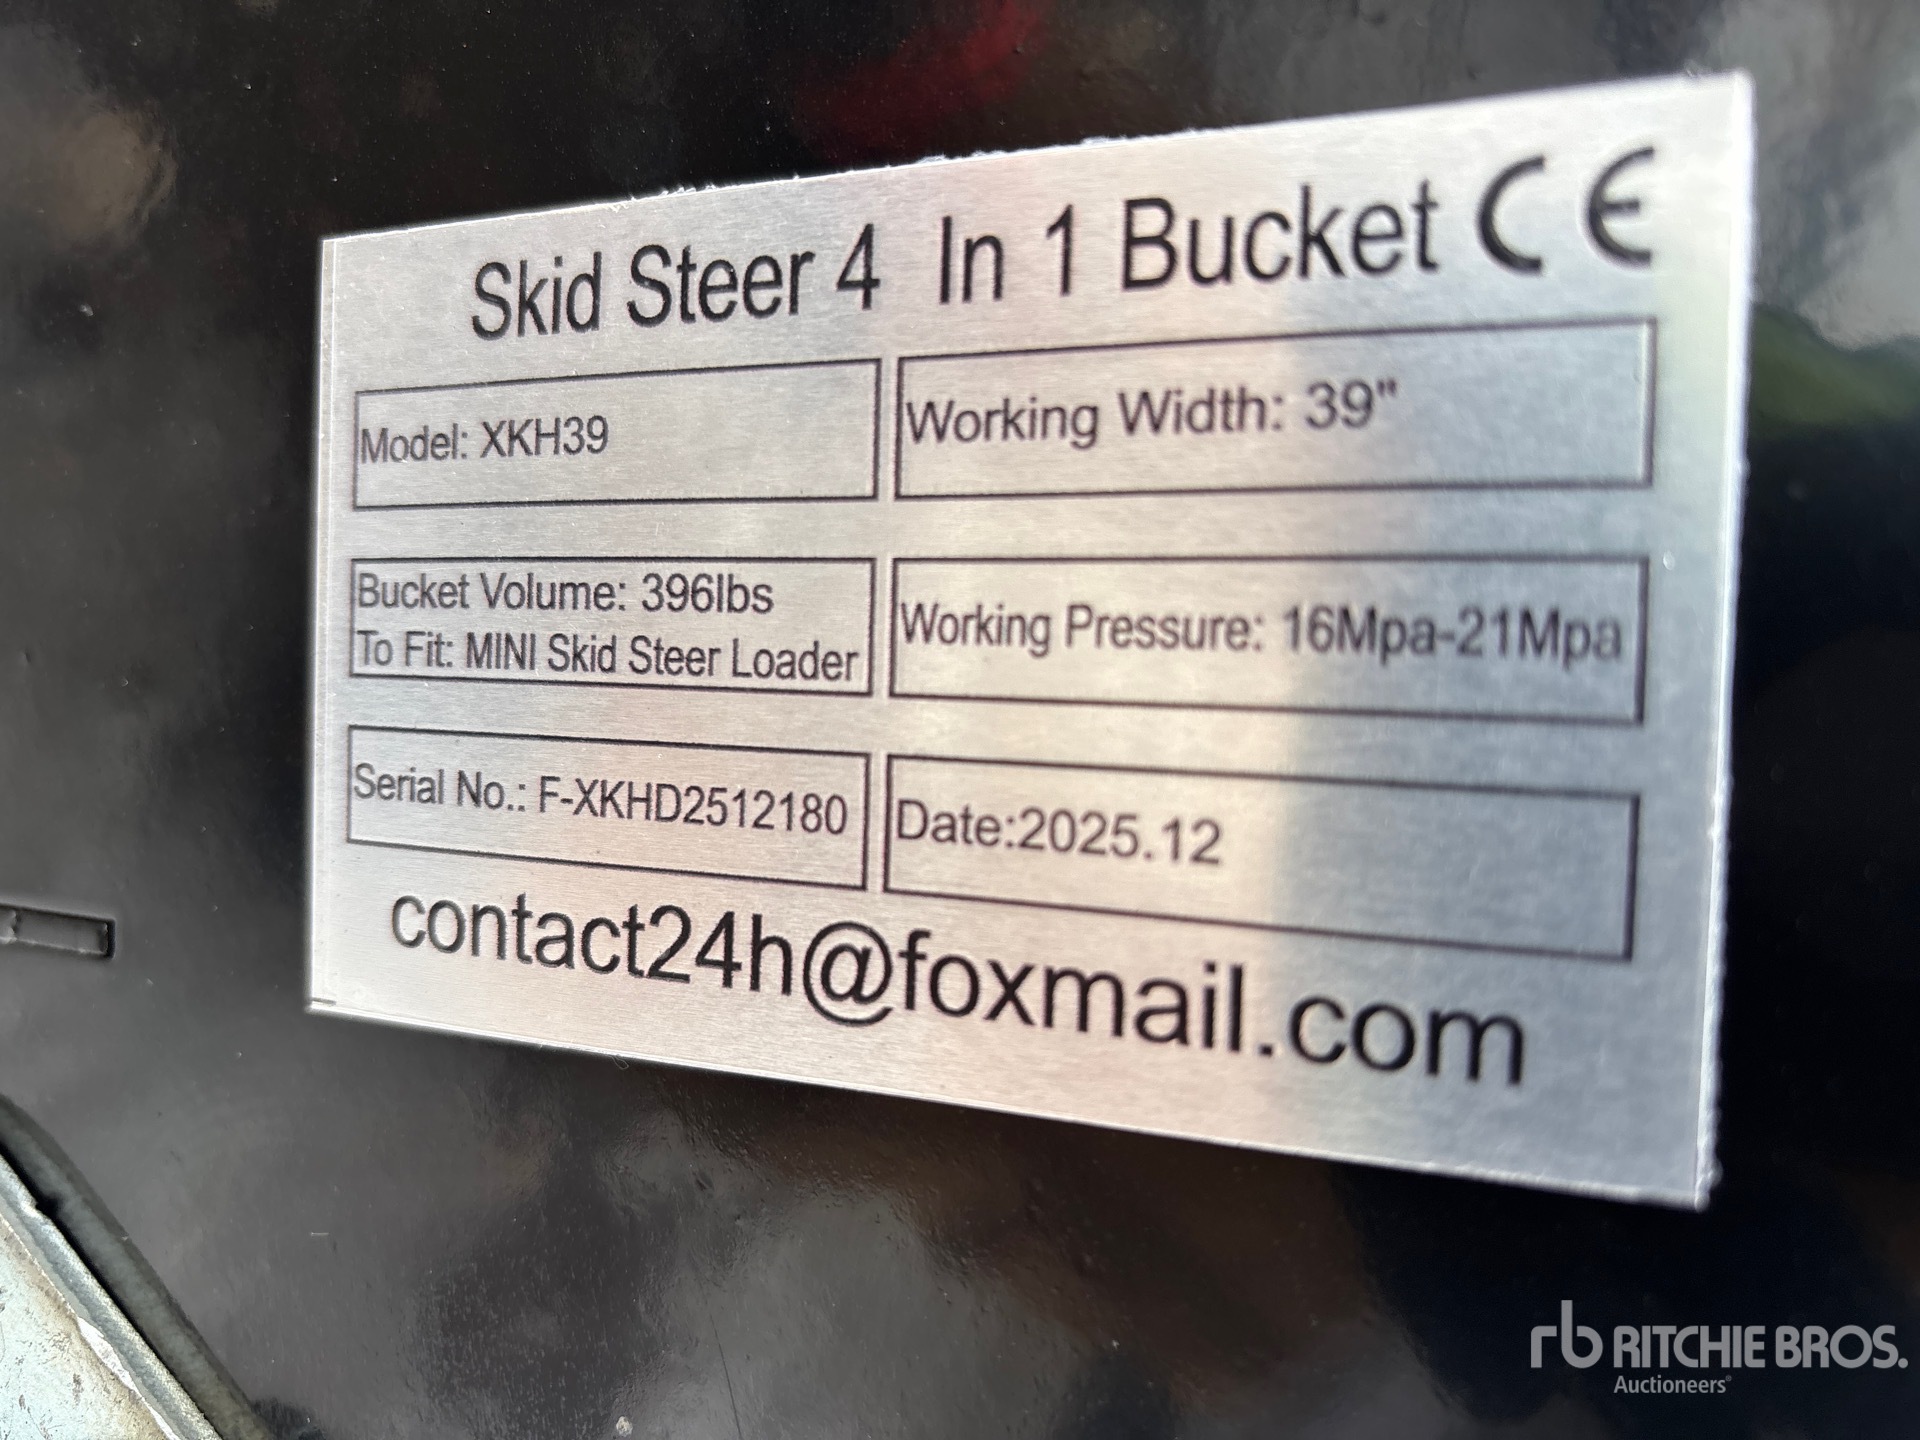 Skid Steer 4 In 1 Bucket CE
Model: XKH39
Working Width: 39"
Bucket Volume: 396lbs
To Fit: MINI Skid Steer Loader
Working Pressure: 16Mpa-21Mpa
Serial No.: F-XKHD2512180
Date:2025.12
contact24h@foxmail.com
rb RITCHIE BROS.
Auctioneers®